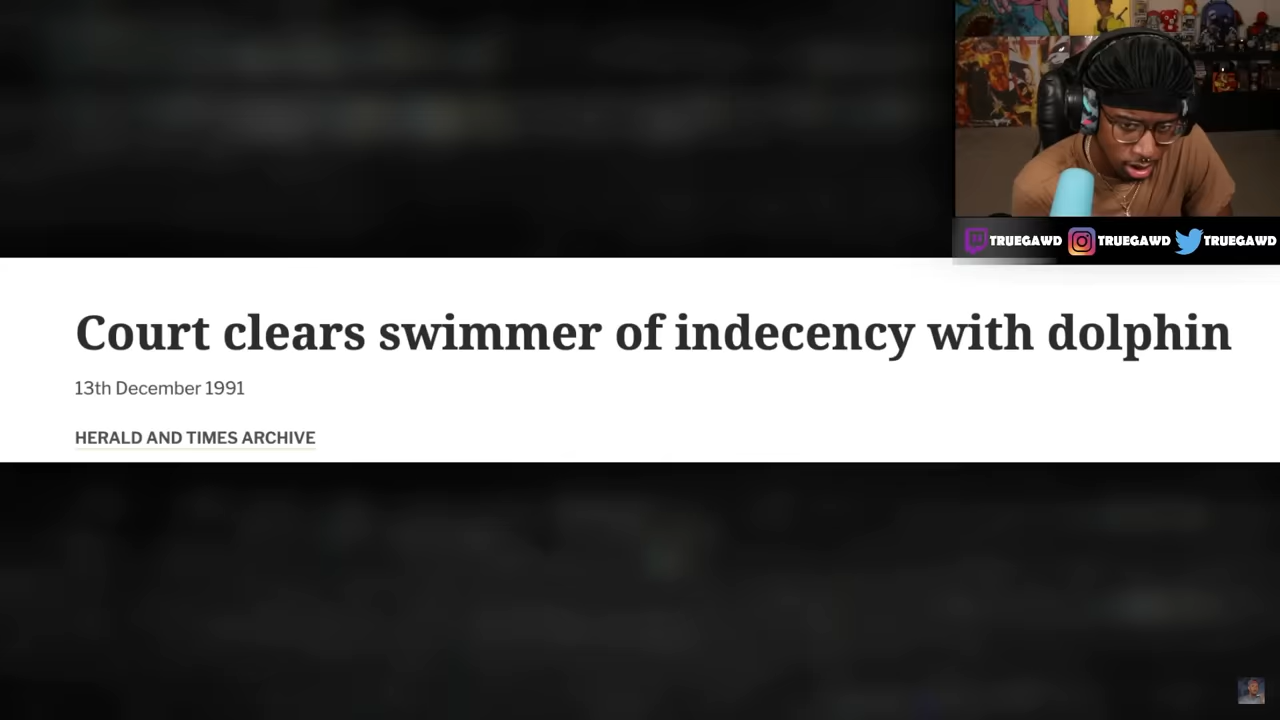 TRUEGAWD TRUEGAWD TRUEGAWD
Court clears swimmer of indecency with dolphin
13th December 1991
HERALD AND TIMES ARCHIVE